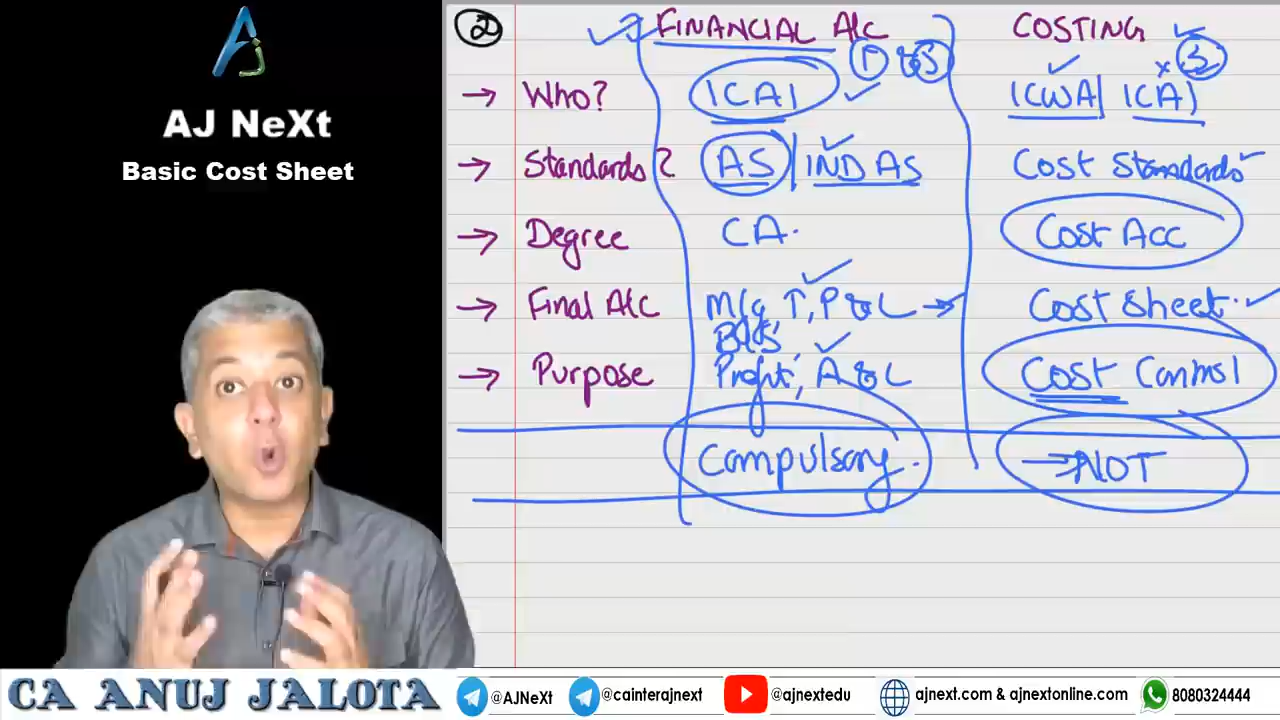 AJ
AJ NeXt
Basic Cost Sheet
② FINANCIAL A/C COSTING
→ Who? ICAI ① & ⑤ ICWA | ICAI ③
→ Standards? AS | IND AS Cost Standards
→ Degree CA. Cost Acc
→ Final A/c Mfg T, P & L → Cost Sheet.
B/S
→ Purpose Profit, A & L Cost Control
Compulsory. → NOT
CA ANUJ JALOTA @AJNeXt @cainterajnext @ajnextedu ajnext.com & ajnextonline.com 8080324444